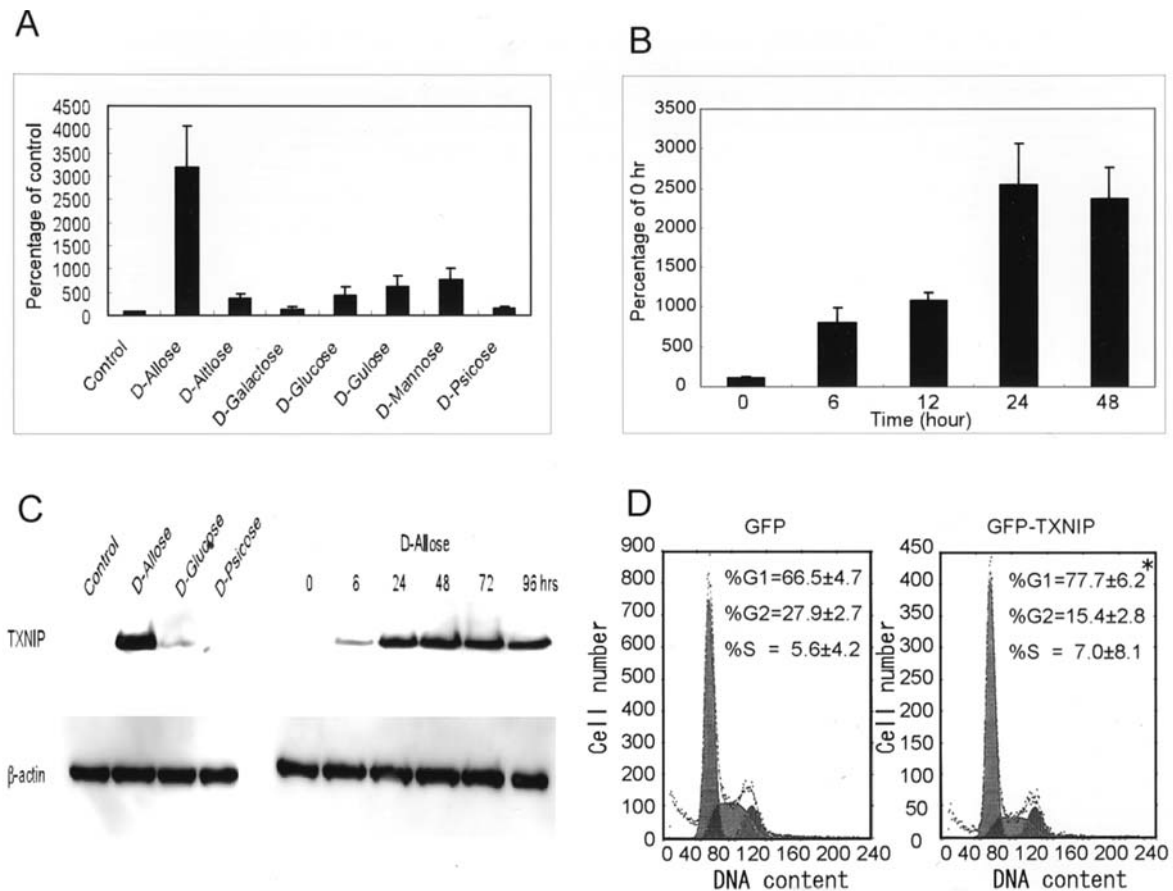 A
Percentage of control
4500
4000
3500
3000
2500
2000
1500
1000
500
0
Control
D-Allose
D-Altlose
D-Galactose
D-Glucose
D-Gulose
D-Mannose
D-Psicose
B
Percentage of 0 hr
3500
3000
2500
2000
1500
1000
500
0
0 6 12 24 48
Time (hour)
C
Control
D-Allose
D-Glucose
D-Psicose
D-Allose
0 6 24 48 72 96 hrs
TXNIP
β-actin
D
GFP
Cell number
900
800
700
600
500
400
300
200
100
0
%G1=66.5±4.7
%G2=27.9±2.7
%S = 5.6±4.2
0 40 80 120 160 200 240
DNA content
GFP-TXNIP
Cell number
450
400
350
300
250
200
150
100
50
0
*
%G1=77.7±6.2
%G2=15.4±2.8
%S = 7.0±8.1
0 40 80 120 160 200 240
DNA content